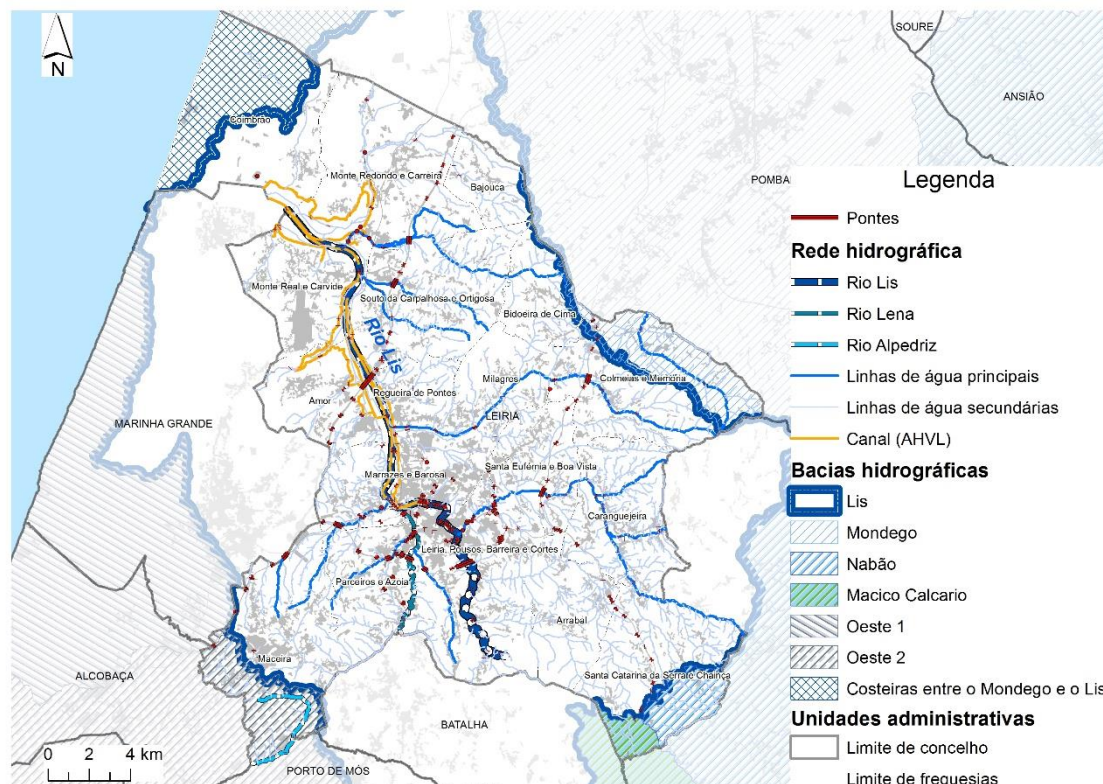 N
SOURE
ANSIÃO
Coimbrão
POMBA
Monte Redondo e Carreira
Bajouca
Monte Real e Carvide
Souto da Carpalhosa e Ortigosa
Bidoeira de Cima
Rio Lis
Milagres
Colmeias e Memória
Regueira de Pontes
Amor
LEIRIA
MARINHA GRANDE
Marrazes e Barosa
Santa Eufémia e Boa Vista
Caranguejeira
Leiria, Pousos, Barreira e Cortes
Parceiros e Azoia
Arrabal
Maceira
Santa Catarina da Serra e Chainça
ALCOBAÇA
BATALHA
PORTO DE MÓS
0 2 4 km
Legenda
Pontes
Rede hidrográfica
Rio Lis
Rio Lena
Rio Alpedriz
Linhas de água principais
Linhas de água secundárias
Canal (AHVL)
Bacias hidrográficas
Lis
Mondego
Nabão
Macico Calcario
Oeste 1
Oeste 2
Costeiras entre o Mondego e o Lis
Unidades administrativas
Limite de concelho
Limite de freguesias